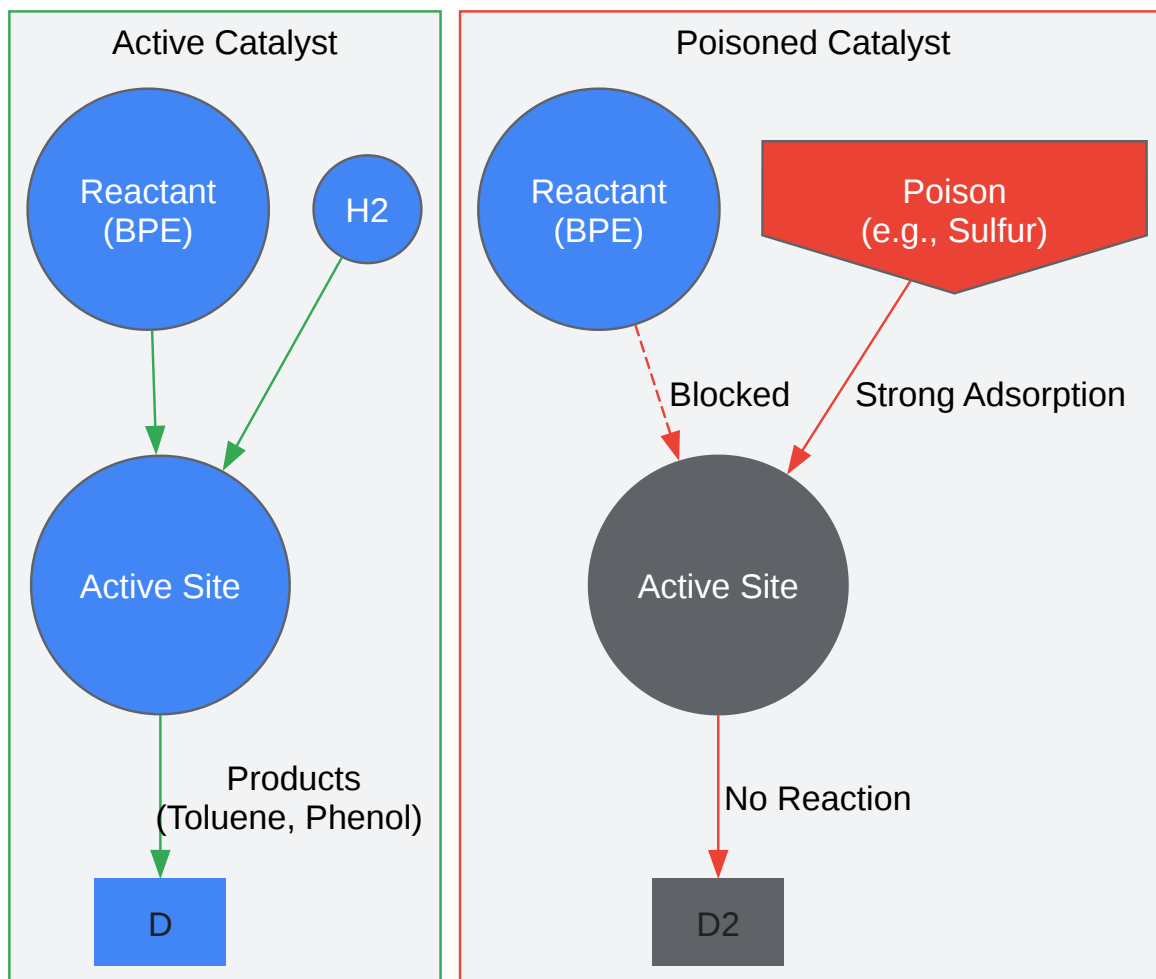 Active Catalyst
Reactant
(BPE)
H2
Active Site
Products
(Toluene, Phenol)
D
Poisoned Catalyst
Reactant
(BPE)
Poison
(e.g., Sulfur)
Blocked
Strong Adsorption
Active Site
No Reaction
D2